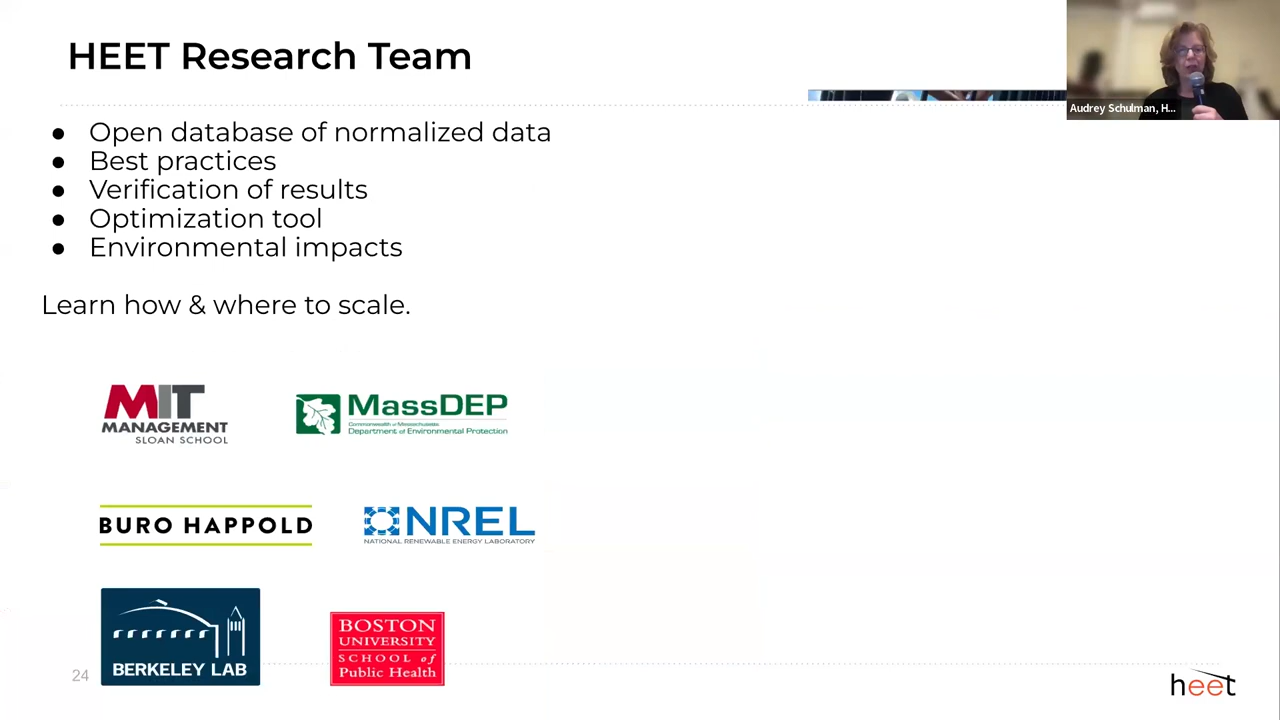 HEET Research Team
Audrey Schulman, H...
● Open database of normalized data
● Best practices
● Verification of results
● Optimization tool
● Environmental impacts
Learn how & where to scale.
MIT
MANAGEMENT
SLOAN SCHOOL
MassDEP
Commonwealth of Massachusetts
Department of Environmental Protection
BURO HAPPOLD
NREL
NATIONAL RENEWABLE ENERGY LABORATORY
BERKELEY LAB
BOSTON
UNIVERSITY
SCHOOL of
Public Health
24
heet